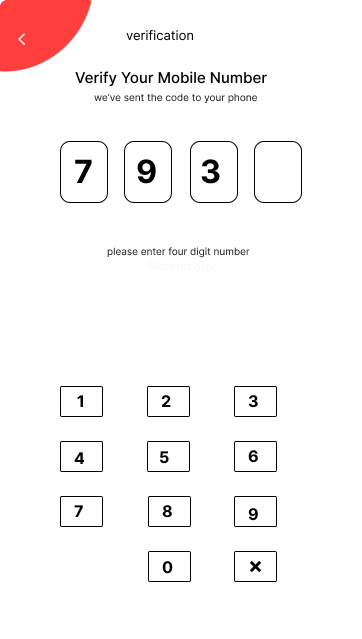 verification
Verify Your Mobile Number
we've sent the code to your phone
7 9 3
please enter four digit number
1 2 3
4 5 6
7 8 9
0 ×